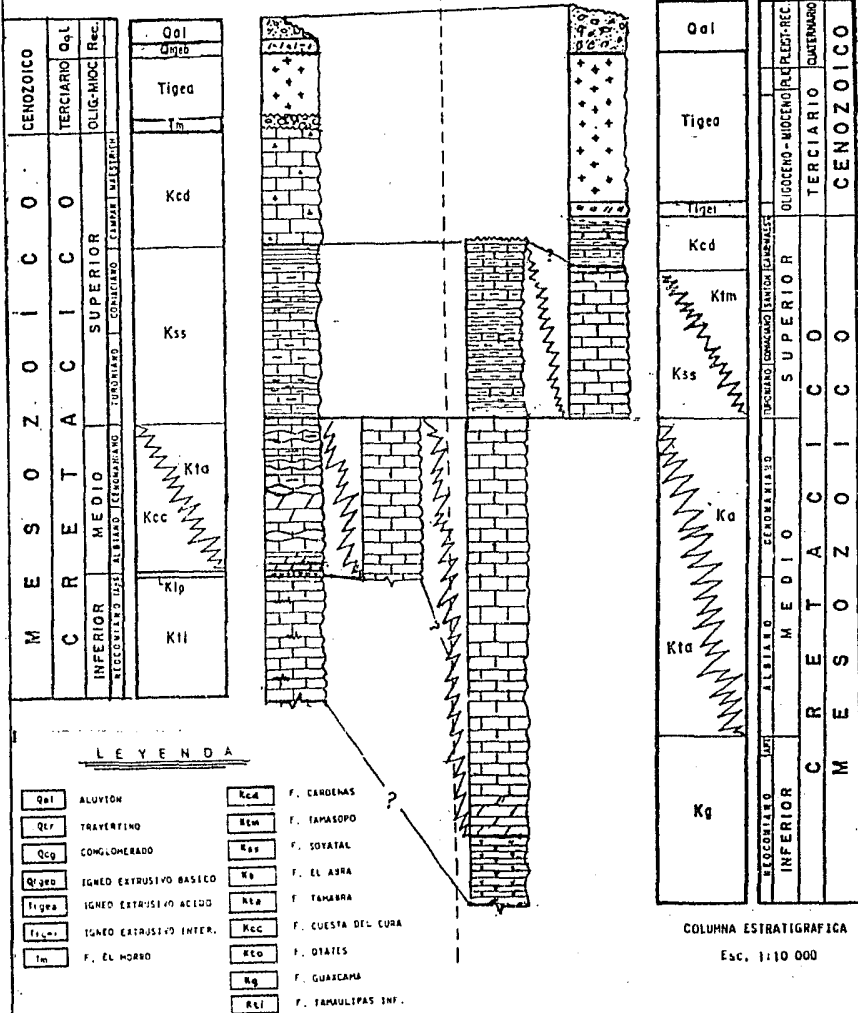 CENOZOICO
TERCIARIO Qal
OLIG-MIOC Rec.
MESOZOÍCO
CRETACICO
SUPERIOR
MEDIO
INFERIOR
MAESTRICH
CAMPAN
CONIACIANO
TURONIANO
CENOMANIANO
ALBIANO
NEOCOMIANO
Qal
Qigeb
Tigea
Tm
Kcd
Kss
Kta
Kcc
Klp
Kti
?
?
Qal
Tigea
Tigei
Kcd
Ktm
Kss
Ka
Kta
Kg
PLEIST-REC.
PLIO
OLIGOCENO-MIOCENO
CUATERNARIO
TERCIARIO
CENOZOICO
SANTON
TURONIANO
CENOMANIANO
ALBIANO
NEOCOMIANO
SUPERIOR
MEDIO
INFERIOR
CRETACICO
MESOZOICO
LEYENDA
Qal ALUVION
Qtr TRAVERTINO
Qcg CONGLOMERADO
Qigeb IGNEO EXTRUSIVO BASICO
Tigea IGNEO EXTRUSIVO ACIDO
Tigei IGNEO EXTRUSIVO INTER.
Tm F. EL MORRO
Kcd F. CARDENAS
Ktm F. TAMASOPO
Kss F. SOYATAL
Ka F. EL ABRA
Kta F. TAMABRA
Kcc F. CUESTA DEL CURA
Kto F. OTATES
Kg F. GUAXCAMA
Kti F. TAMAULIPAS INF.
COLUMNA ESTRATIGRAFICA
Esc. 1:10 000